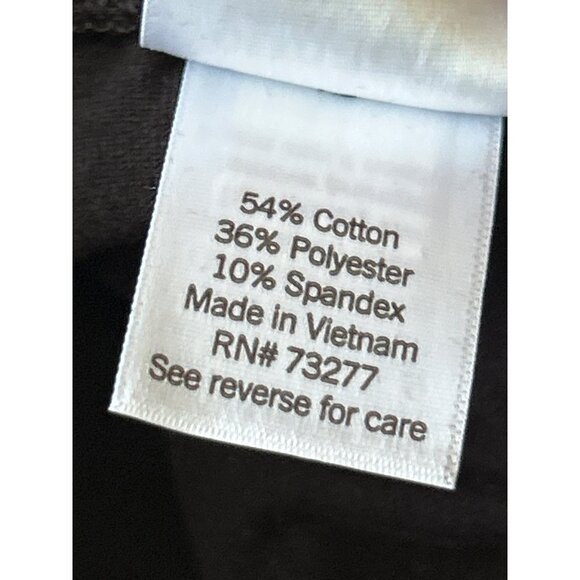 54% Cotton
36% Polyester
10% Spandex
Made in Vietnam
RN# 73277
See reverse for care